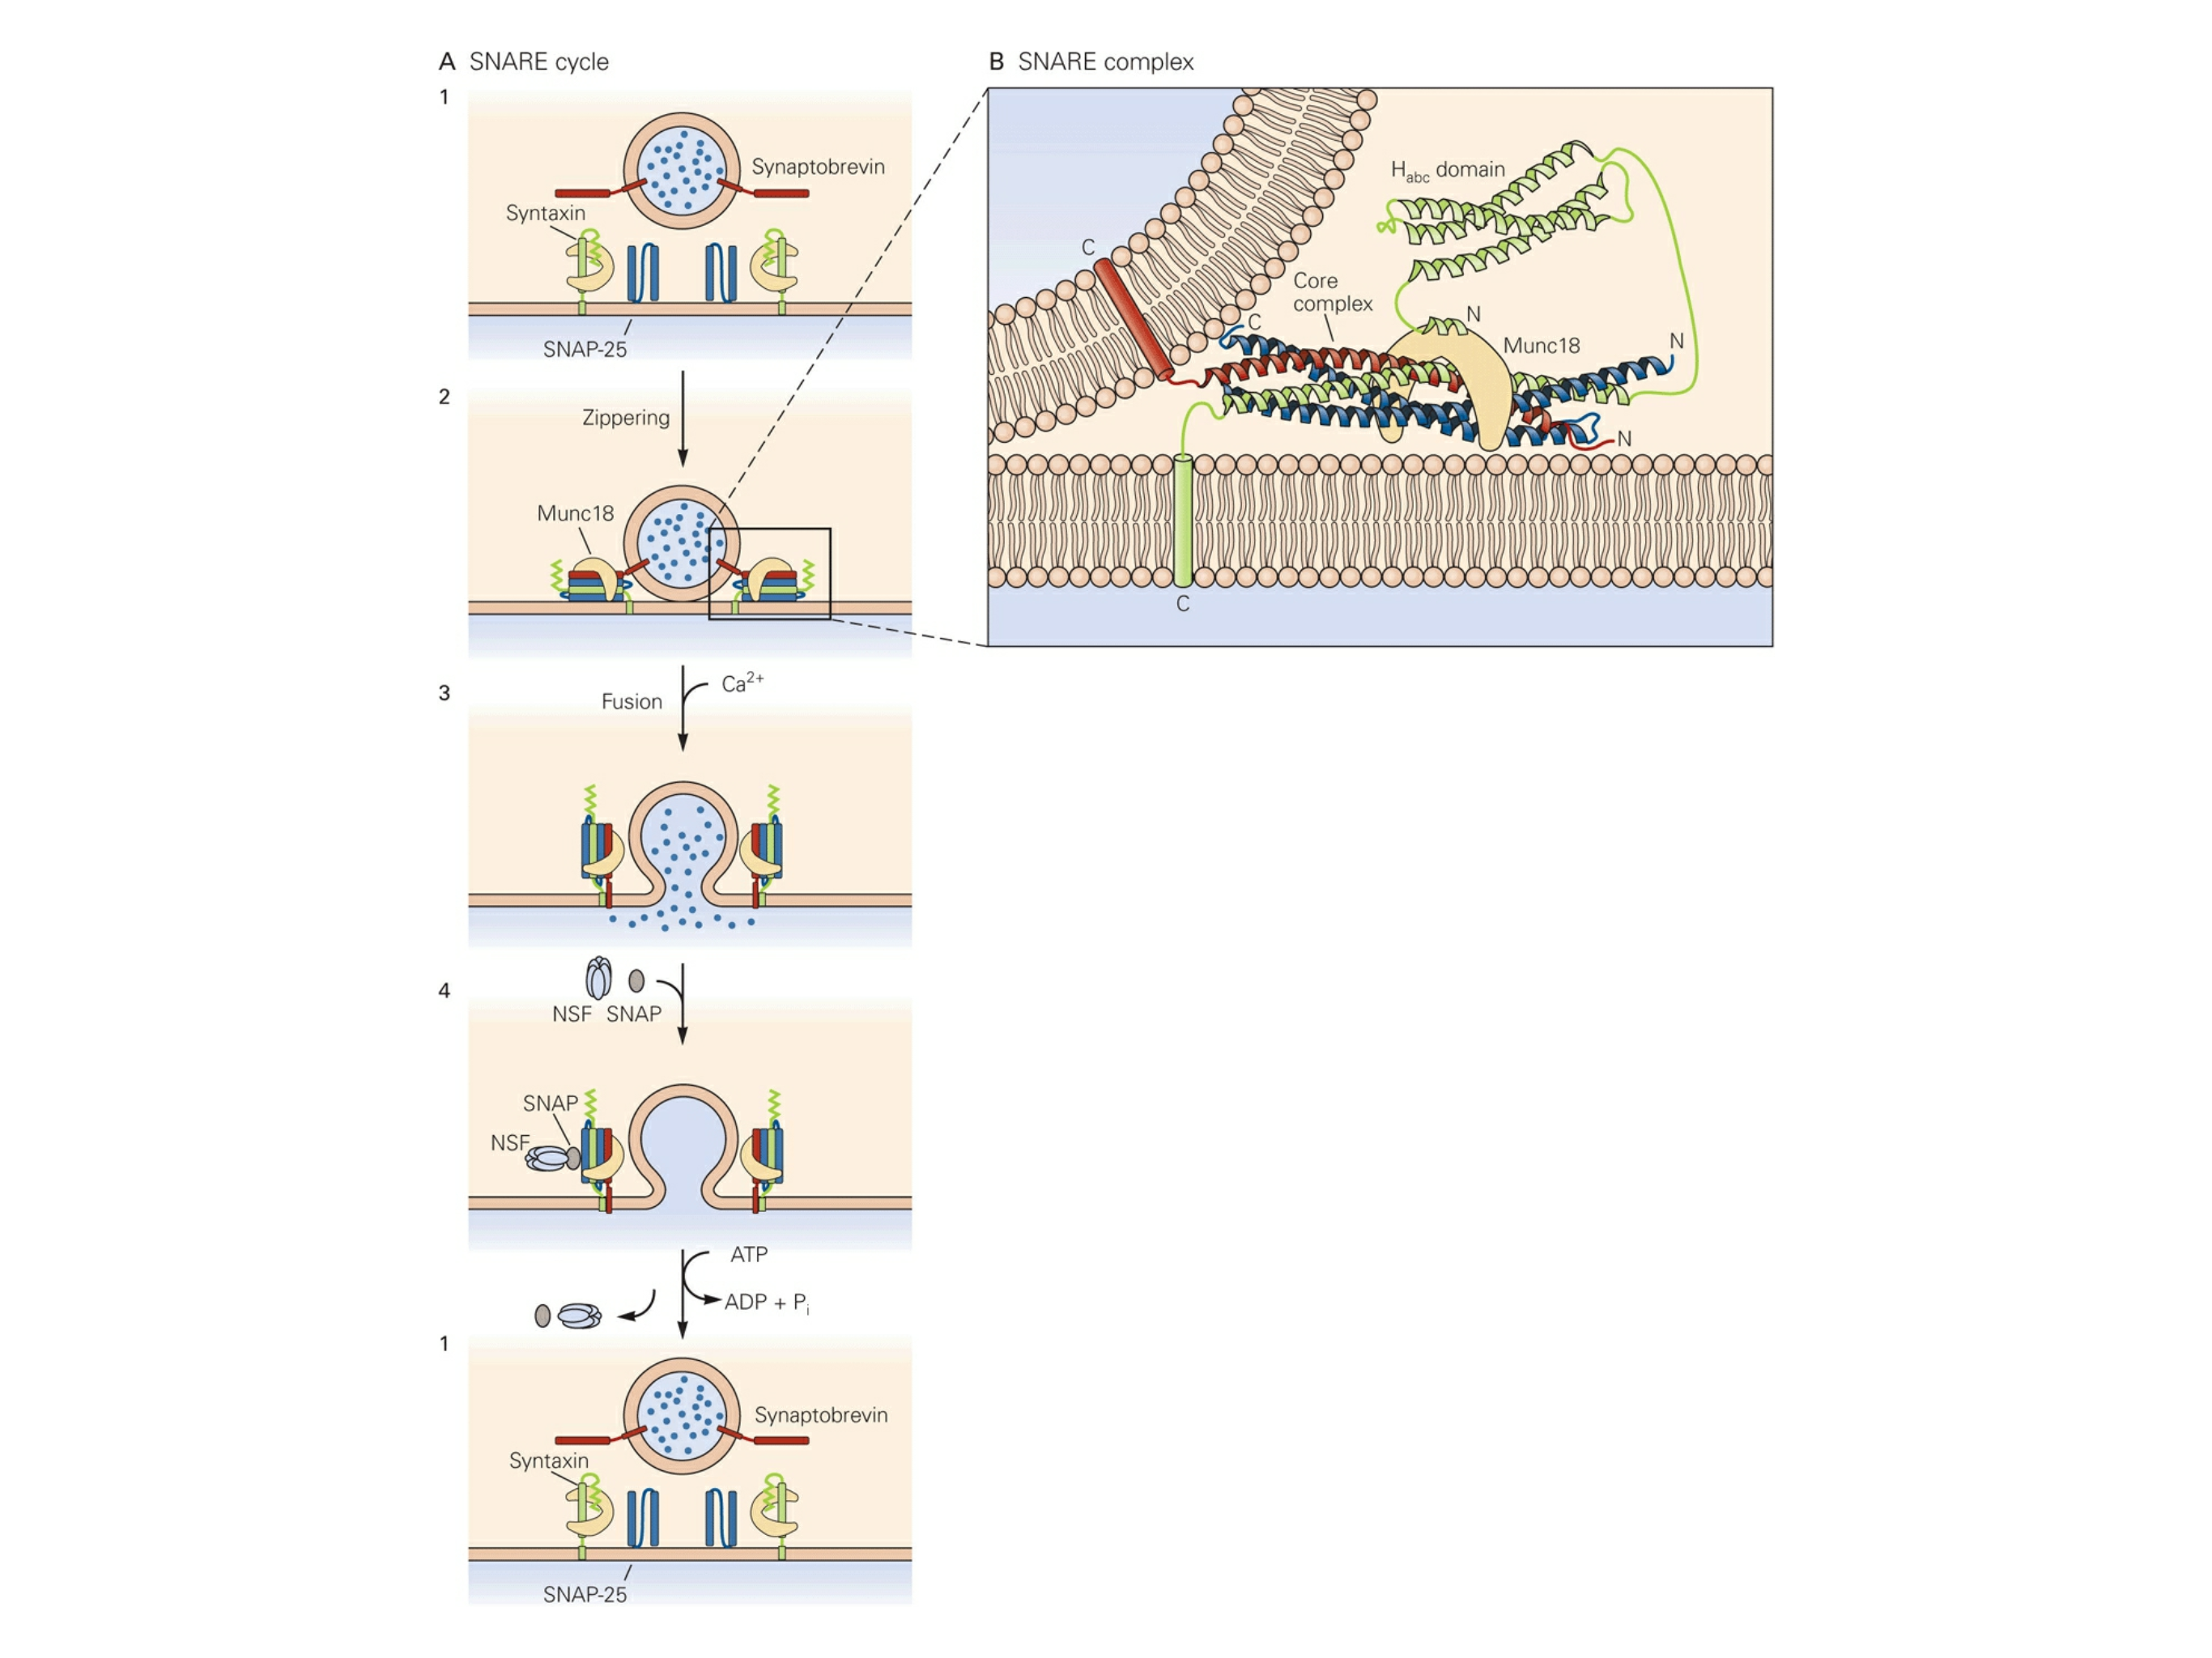 A SNARE cycle
1
Synaptobrevin
Syntaxin
SNAP-25
2
Zippering
Munc18
3
Ca2+
Fusion
4
NSF SNAP
SNAP
NSF
ATP
ADP + Pi
1
Synaptobrevin
Syntaxin
SNAP-25
B SNARE complex
Habc domain
C
Core
complex
N
C
Munc18
N
N
C